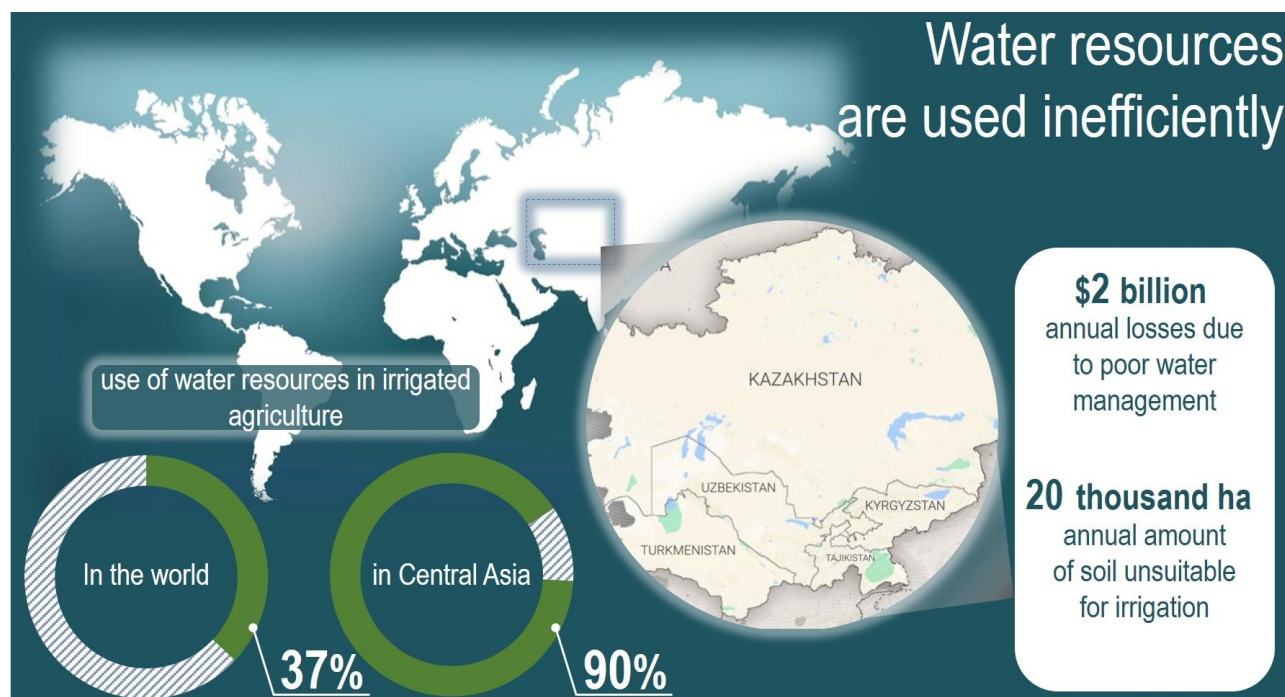 Water resources
are used inefficiently
A
KAZAKHSTAN
UZBEKISTAN
KYRGYZSTAN
TURKMENISTAN
TAJIKISTAN
$2 billion
annual losses due
to poor water
management
20 thousand ha
annual amount
of soil unsuitable
for irrigation
use of water resources in irrigated
agriculture
In the world
37%
in Central Asia
90%